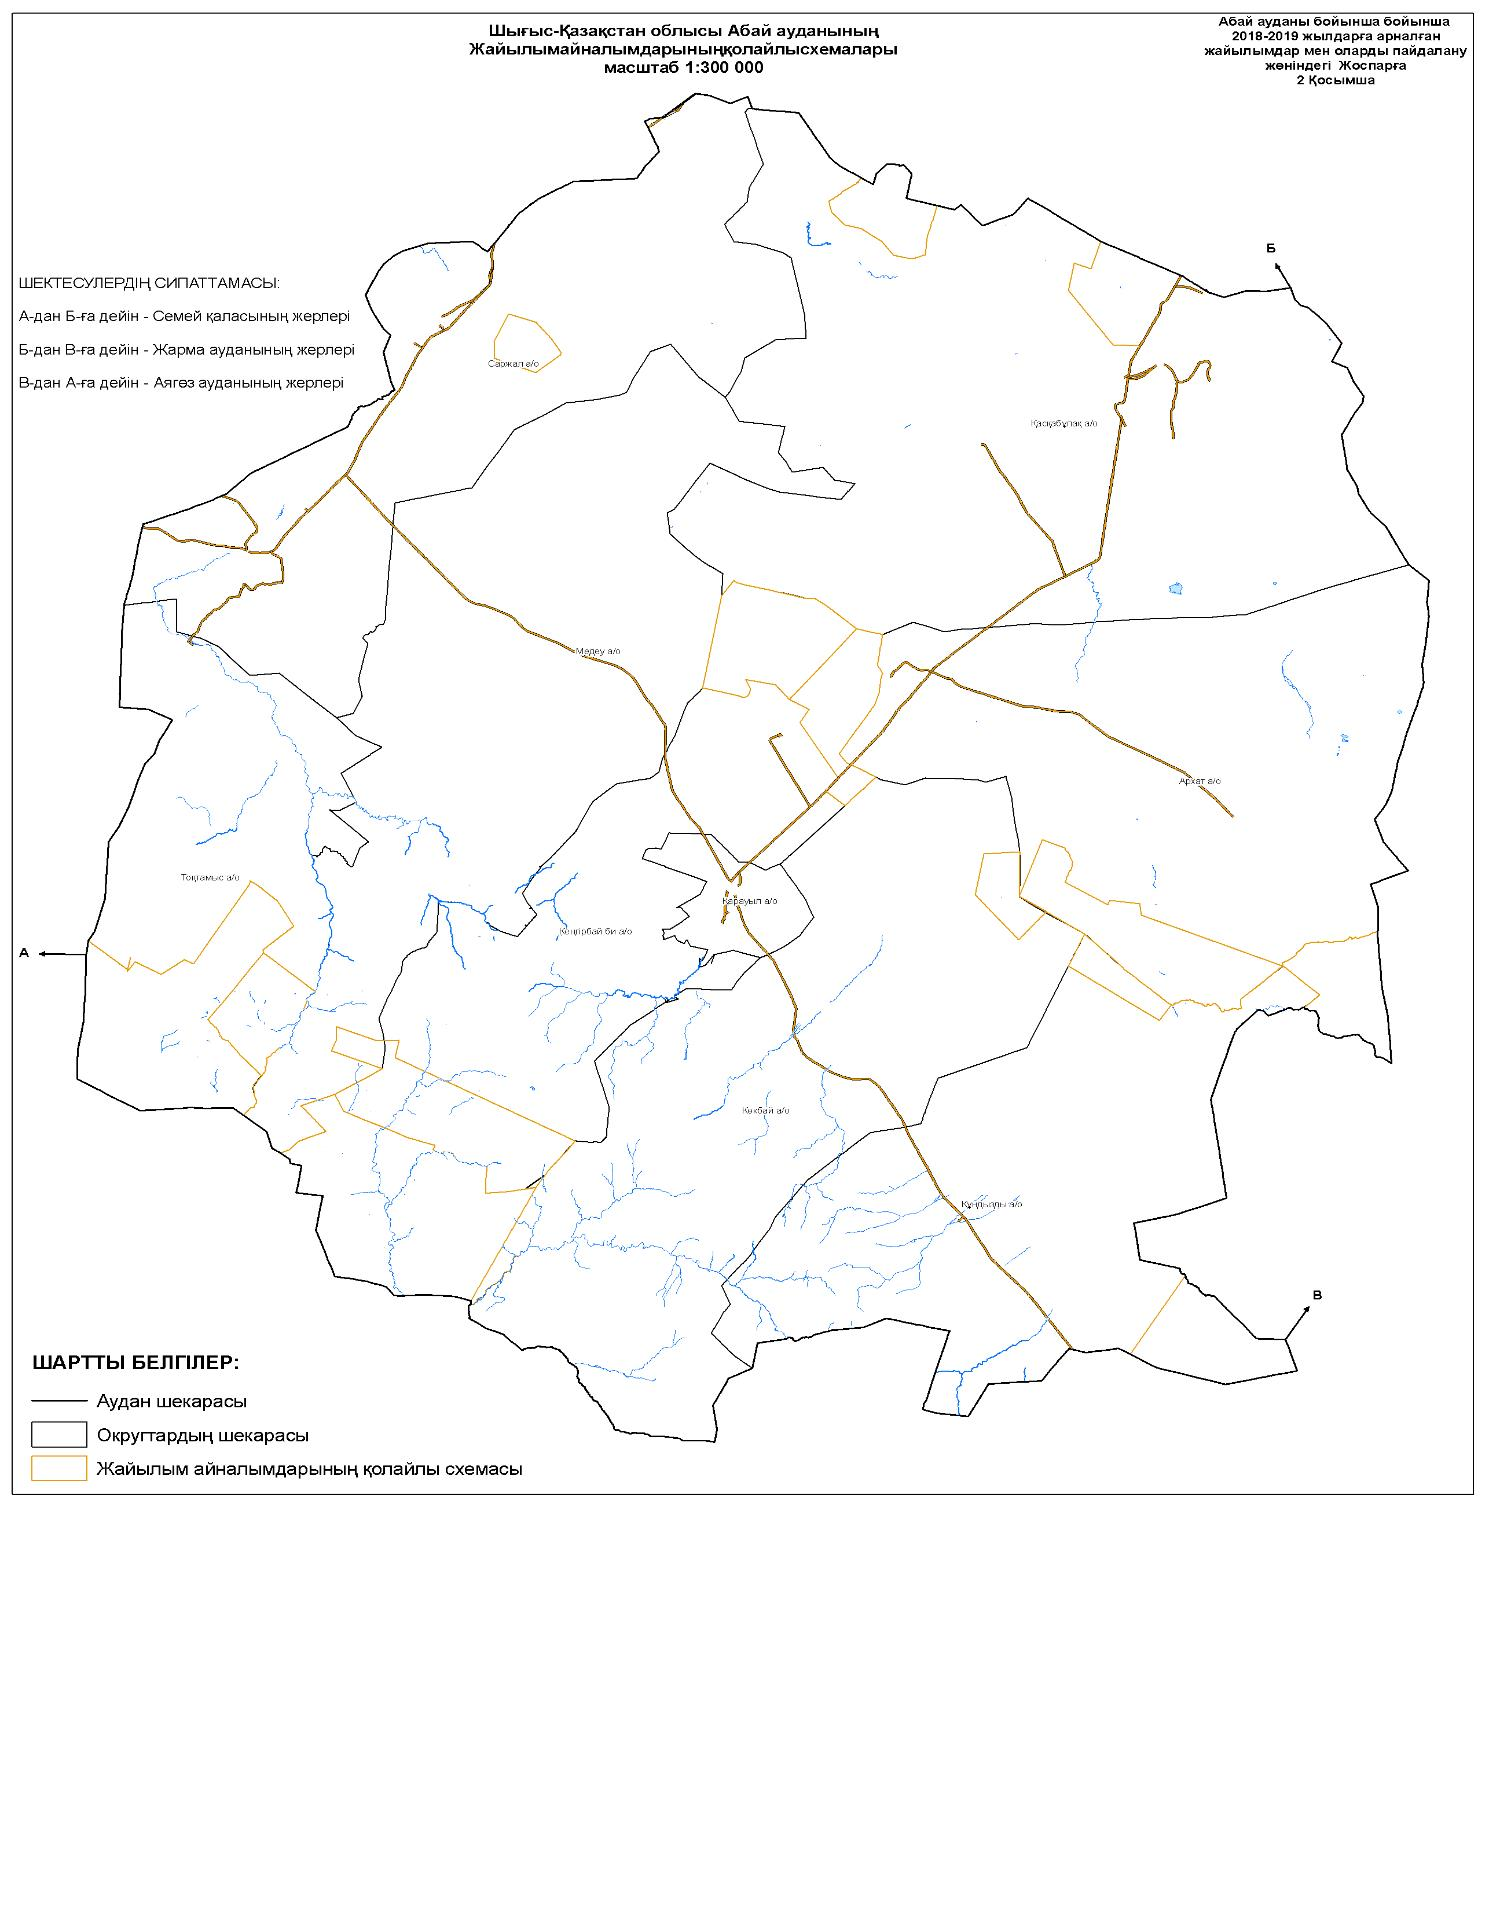 Шығыс-Қазақстан облысы Абай ауданының
Жайылымайналымдарыныңқолайлысхемалары
масштаб 1:300 000
Абай ауданы бойынша бойынша
2018-2019 жылдарға арналған
жайылымдар мен оларды пайдалану
жөніндегі Жоспарға
2 Қосымша
Б
ШЕКТЕСУЛЕРДІҢ СИПАТТАМАСЫ:
А-дан Б-ға дейін - Семей қаласының жерлері
Б-дан В-ға дейін - Жарма ауданының жерлері
В-дан А-ға дейін - Аягөз ауданының жерлері
Саржал а/о
Қасқабұлақ а/о
Медеу а/о
Архат а/о
Тоқтамыс а/о
Қарауыл а/о
Кеңгірбай би а/о
А
Көкбай а/о
Құндызды а/о
В
ШАРТТЫ БЕЛГІЛЕР:
Аудан шекарасы
Округтардың шекарасы
Жайылым айналымдарының қолайлы схемасы